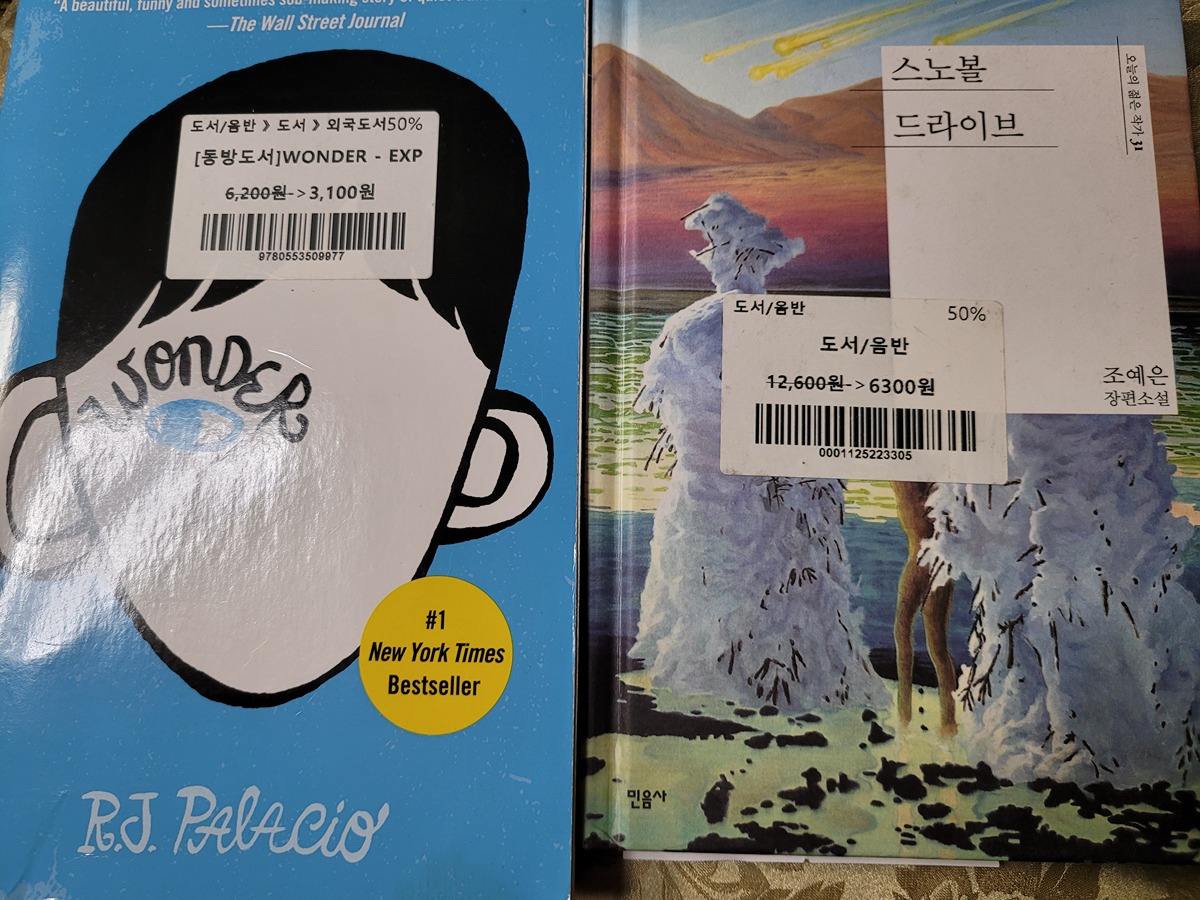 "A beautiful, funny and sometimes sob-making story of quiet
—The Wall Street Journal
도서/음반 》 도서 》 외국도서50%
[동방도서]WONDER - EXP
6,200원->3,100원
9780553509977
WONDER
#1
New York Times
Bestseller
R.J. PALACIO
스노볼
드라이브
오늘의 젊은 작가 31
도서/음반 50%
도서/음반
12,600원->6300원
0001125223305
조예은
장편소설
민음사